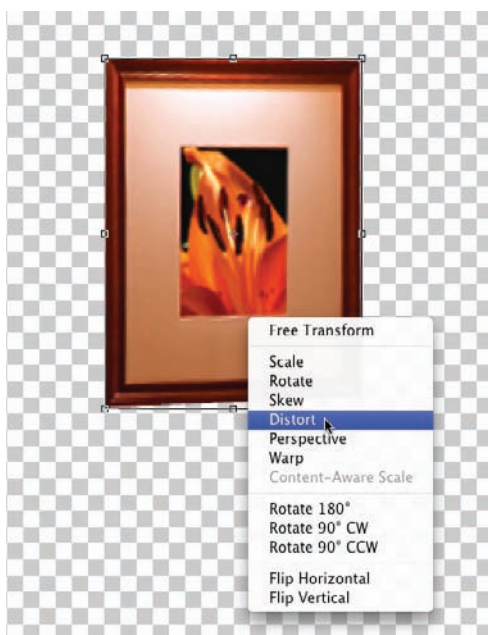 Free Transform
Scale
Rotate
Skew
Distort
Perspective
Warp
Content-Aware Scale
Rotate 180°
Rotate 90° CW
Rotate 90° CCW
Flip Horizontal
Flip Vertical